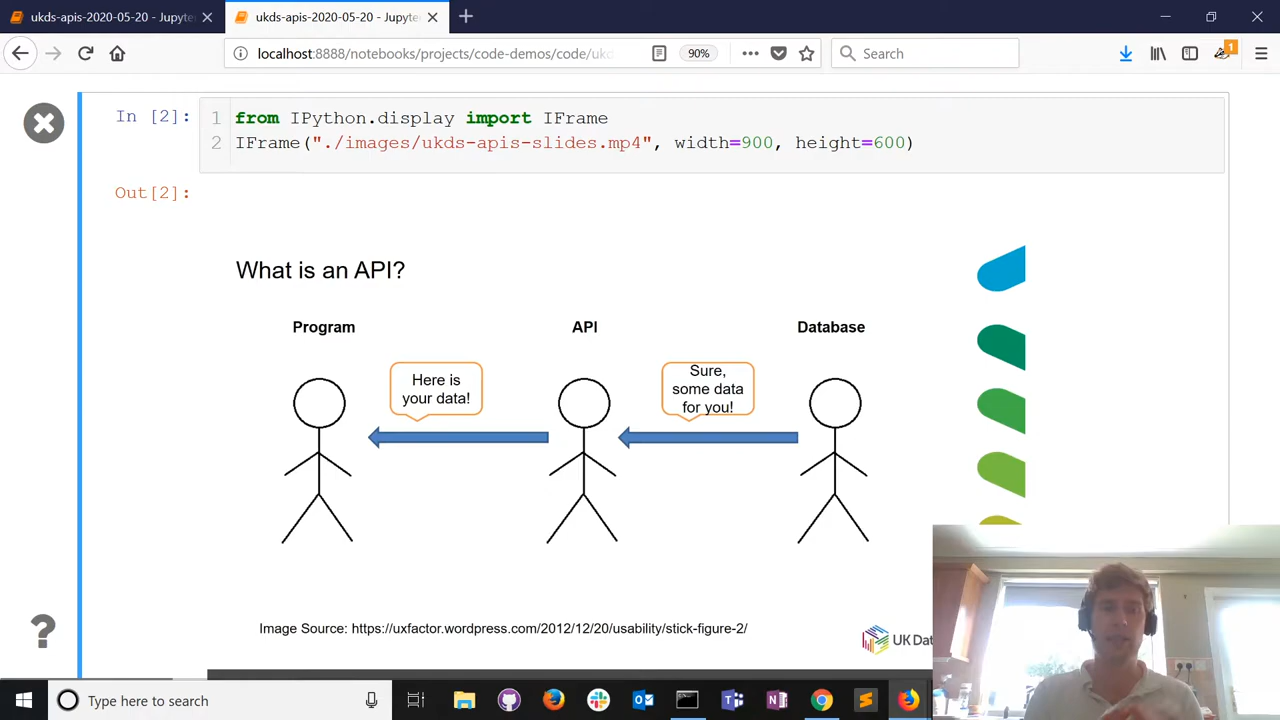 ukds-apis-2020-05-20 - Jupyte
ukds-apis-2020-05-20 - Jupyte
localhost:8888/notebooks/projects/code-demos/code/ukd
90%
Search
1
In [2]:
1 from IPython.display import IFrame
2 IFrame("./images/ukds-apis-slides.mp4", width=900, height=600)
Out[2]:
What is an API?
Program
API
Database
Here is
your data!
Sure,
some data
for you!
?
Image Source: https://uxfactor.wordpress.com/2012/12/20/usability/stick-figure-2/
UK Dat
Type here to search